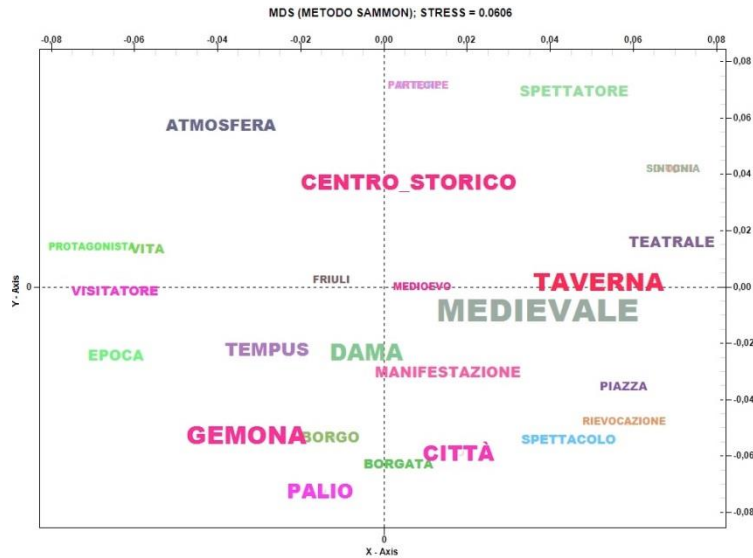 MDS (METODO SAMMON); STRESS = 0.0606
-0,08 -0,06 -0,04 -0,02 0,00 0,02 0,04 0,06 0,08
0,08
PARTECIPE
SPETTATORE
0,06
ATMOSFERA
0,04
SINTONIA
CENTRO_STORICO
0,02
TEATRALE
PROTAGONISTA VITA
FRIULI
TAVERNA
Y - Axis
0
MEDIOEVO
0,00
VISITATORE
MEDIEVALE
-0,02
TEMPUS
DAMA
EPOCA
MANIFESTAZIONE
PIAZZA
-0,04
RIEVOCAZIONE
GEMONA BORGO
SPETTACOLO
CITTÀ
-0,06
BORGATA
PALIO
-0,08
0
X - Axis